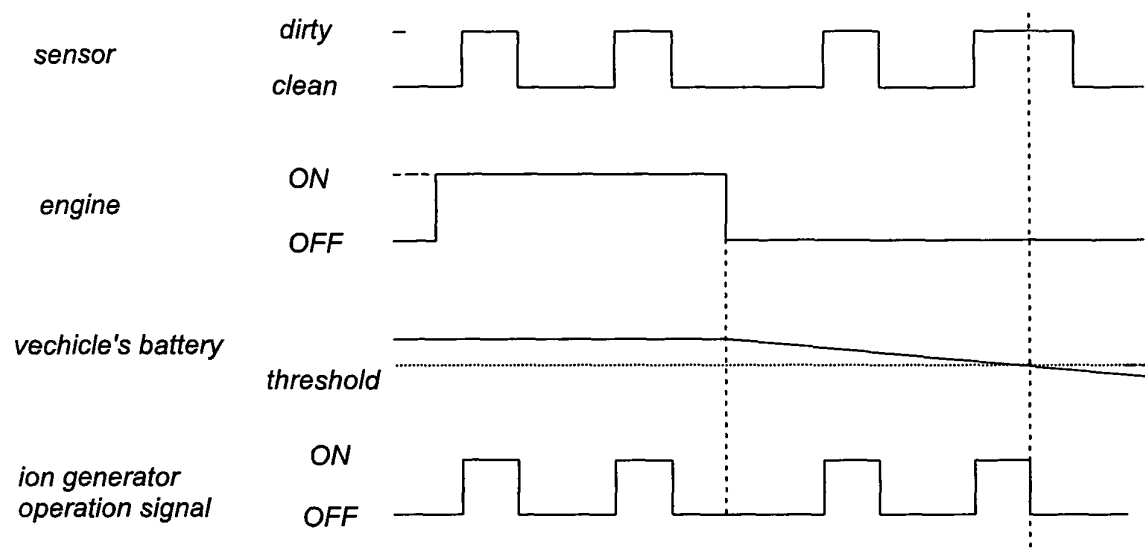 sensor
dirty
clean
engine
ON
OFF
vechicle's battery
threshold
ion generator
operation signal
ON
OFF